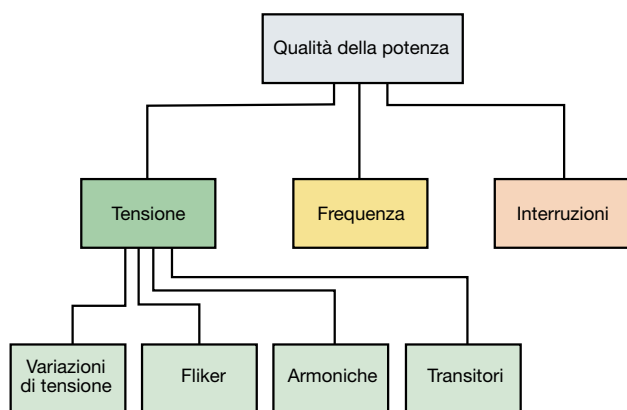 Qualità della potenza
Tensione
Frequenza
Interruzioni
Variazioni
di tensione
Fliker
Armoniche
Transitori